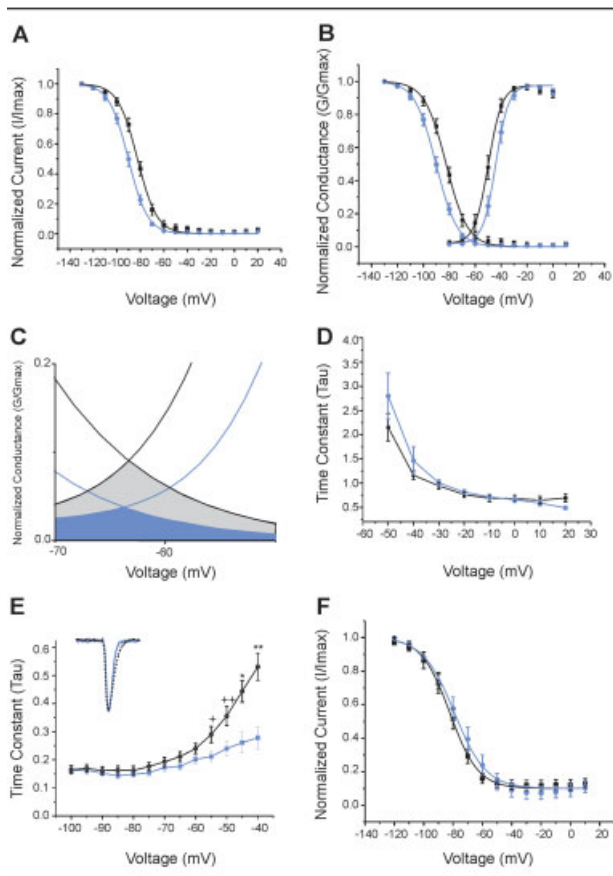 A
Normalized Current (I/Imax)
1.0
0.8
0.6
0.4
0.2
0.0
-140 -120 -100 -80 -60 -40 -20 0 20 40
Voltage (mV)
B
Normalized Conductance (G/Gmax)
1.0
0.8
0.6
0.4
0.2
0.0
-140 -120 -100 -80 -60 -40 -20 0 20 40
Voltage (mV)
C
Normalized Conductance (G/Gmax)
0.2
0.0
-70 -60
Voltage (mV)
D
Time Constant (Tau)
4.0
3.5
3.0
2.5
2.0
1.5
1.0
0.5
-60 -50 -40 -30 -20 -10 0 10 20 30
Voltage (mV)
E
Time Constant (Tau)
0.6
0.5
0.4
0.3
0.2
0.1
0.0
+ ++ * **
-100 -90 -80 -70 -60 -50 -40
Voltage (mV)
F
Normalized Current (I/Imax)
1.0
0.8
0.6
0.4
0.2
0.0
-120 -100 -80 -60 -40 -20 0 20
Voltage (mV)